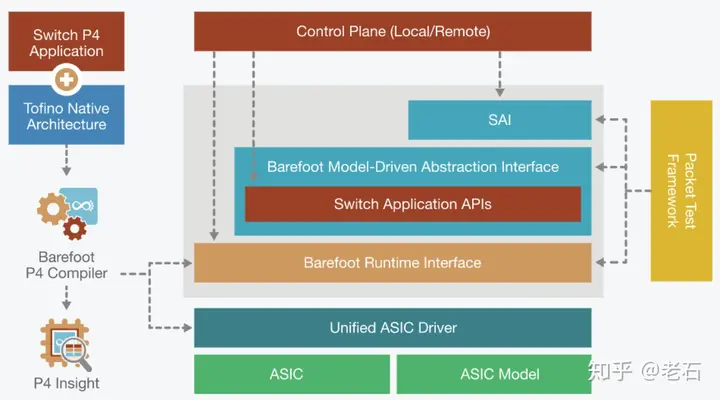 Switch P4
Application
Tofino Native
Architecture
Barefoot
P4 Compiler
P4 Insight
Control Plane (Local/Remote)
SAI
Barefoot Model-Driven Abstraction Interface
Switch Application APIs
Barefoot Runtime Interface
Unified ASIC Driver
ASIC
ASIC Model
Packet Test
Framework
知乎 @老石